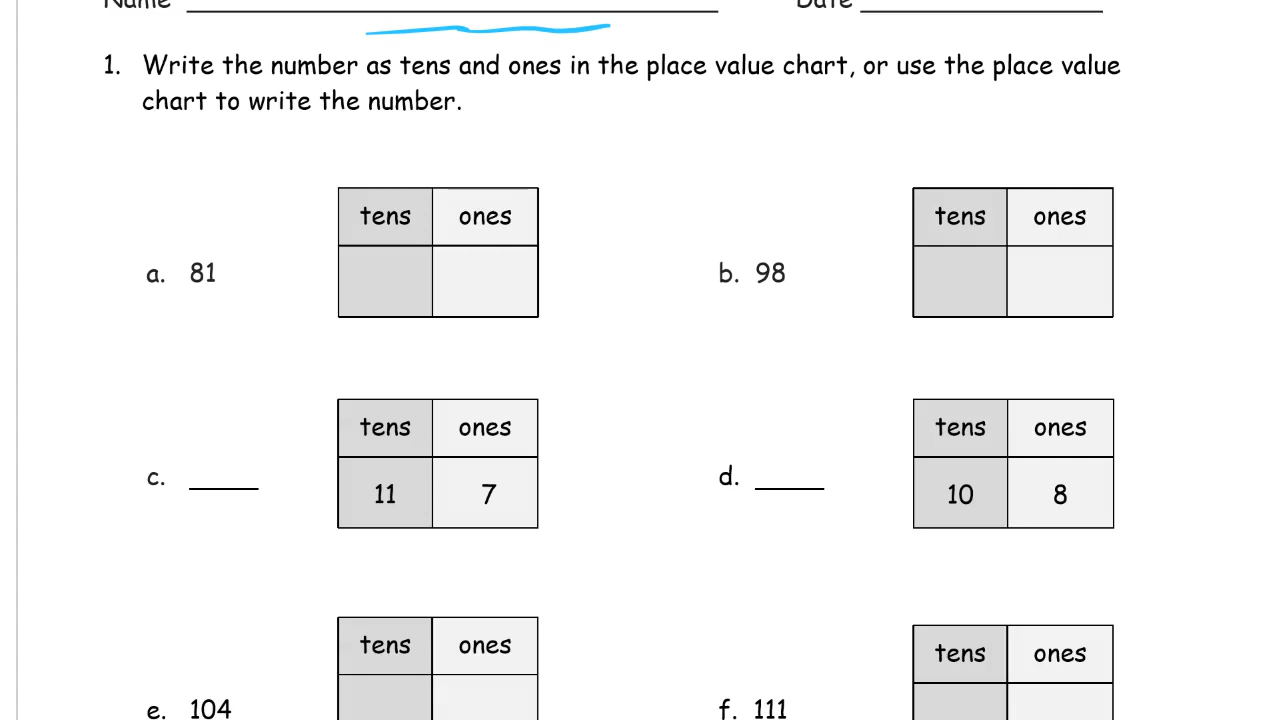 Name Date
1. Write the number as tens and ones in the place value chart, or use the place value
chart to write the number.
tens ones
a. 81
tens ones
b. 98
tens ones
c. 11 7
tens ones
d. 10 8
tens ones
e. 104
tens ones
f. 111